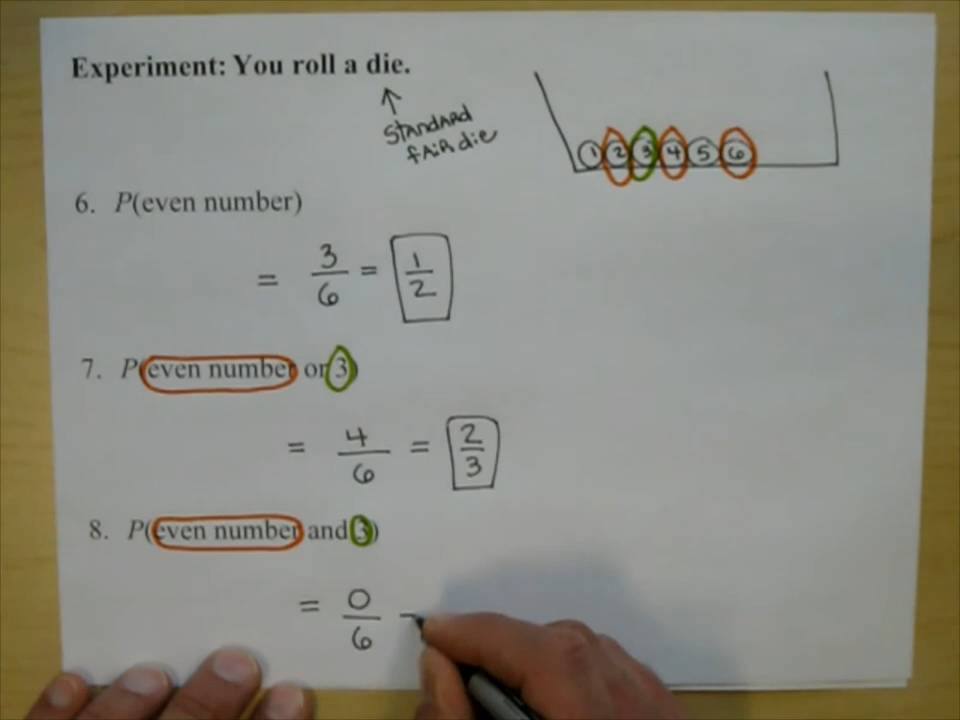 Experiment: You roll a die.
STANDARD
fAIR die
1 2 3 4 5 6
6. P(even number)
= 3/6 = 1/2
7. P(even number or 3)
= 4/6 = 2/3
8. P(even number and 3)
= 0/6 -